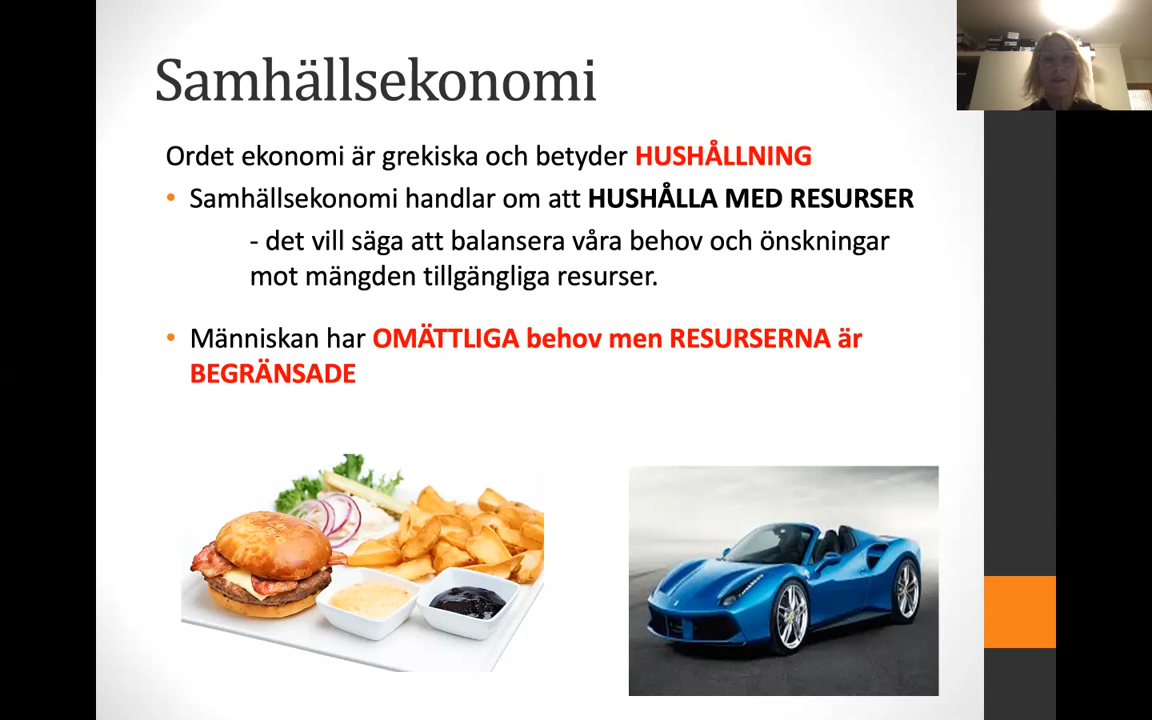 Samhällsekonomi
Ordet ekonomi är grekiska och betyder HUSHÅLLNING
• Samhällsekonomi handlar om att HUSHÅLLA MED RESURSER
- det vill säga att balansera våra behov och önskningar
mot mängden tillgängliga resurser.
• Människan har OMÄTTLIGA behov men RESURSERNA är
BEGRÄNSADE